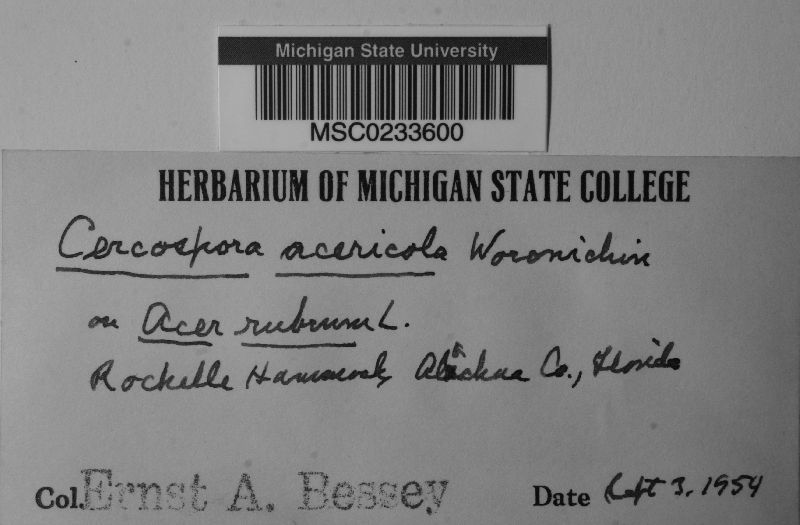 Michigan State University
MSC0233600
HERBARIUM OF MICHIGAN STATE COLLEGE
Cercospora acericola Woronichin
on Acer rubrum L.
Rochelle Hammock, Alachua Co., Florida
Col. Ernst A. Bessey Date Sept 3, 1954